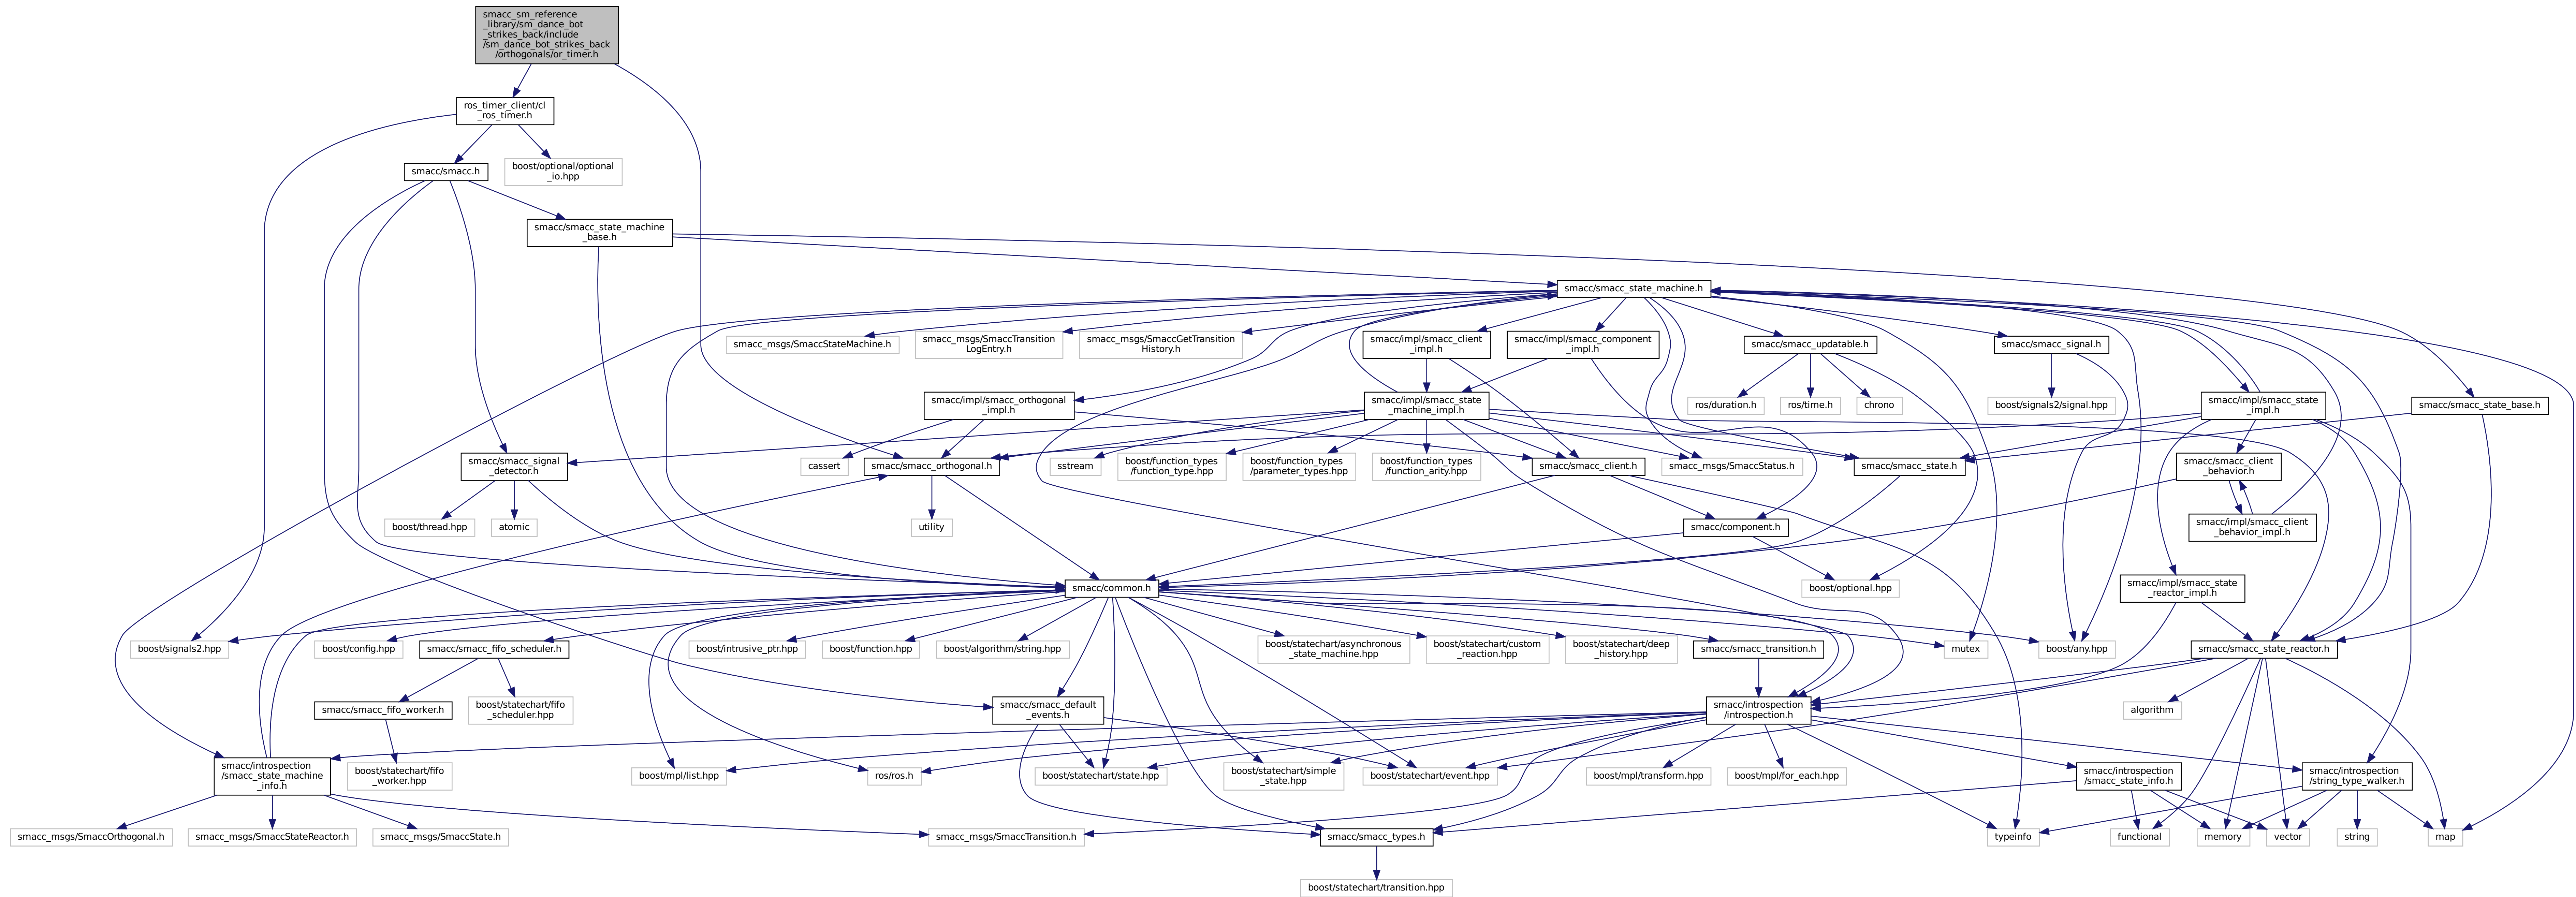 smacc_sm_reference
_library/sm_dance_bot
_strikes_back/include
/sm_dance_bot_strikes_back
/orthogonals/or_timer.h
ros_timer_client/cl
_ros_timer.h
smacc/smacc.h
boost/optional/optional
_io.hpp
smacc/smacc_state_machine
_base.h
smacc/smacc_state_machine.h
smacc_msgs/SmaccStateMachine.h
smacc_msgs/SmaccTransition
LogEntry.h
smacc_msgs/SmaccGetTransition
History.h
smacc/impl/smacc_client
_impl.h
smacc/impl/smacc_component
_impl.h
smacc/smacc_updatable.h
smacc/smacc_signal.h
smacc/impl/smacc_orthogonal
_impl.h
smacc/impl/smacc_state
_machine_impl.h
ros/duration.h
ros/time.h
chrono
boost/signals2/signal.hpp
smacc/impl/smacc_state
_impl.h
smacc/smacc_state_base.h
smacc/smacc_signal
_detector.h
cassert
smacc/smacc_orthogonal.h
sstream
boost/function_types
/function_type.hpp
boost/function_types
/parameter_types.hpp
boost/function_types
/function_arity.hpp
smacc/smacc_client.h
smacc_msgs/SmaccStatus.h
smacc/smacc_state.h
smacc/smacc_client
_behavior.h
boost/thread.hpp
atomic
utility
smacc/component.h
smacc/impl/smacc_client
_behavior_impl.h
smacc/common.h
boost/optional.hpp
smacc/impl/smacc_state
_reactor_impl.h
boost/signals2.hpp
boost/config.hpp
smacc/smacc_fifo_scheduler.h
boost/intrusive_ptr.hpp
boost/function.hpp
boost/algorithm/string.hpp
boost/statechart/asynchronous
_state_machine.hpp
boost/statechart/custom
_reaction.hpp
boost/statechart/deep
_history.hpp
smacc/smacc_transition.h
mutex
boost/any.hpp
smacc/smacc_state_reactor.h
smacc/smacc_fifo_worker.h
boost/statechart/fifo
_scheduler.hpp
smacc/smacc_default
_events.h
smacc/introspection
/introspection.h
algorithm
smacc/introspection
/smacc_state_machine
_info.h
boost/statechart/fifo
_worker.hpp
boost/mpl/list.hpp
ros/ros.h
boost/statechart/state.hpp
boost/statechart/simple
_state.hpp
boost/statechart/event.hpp
boost/mpl/transform.hpp
boost/mpl/for_each.hpp
smacc/introspection
/smacc_state_info.h
smacc/introspection
/string_type_walker.h
smacc_msgs/SmaccOrthogonal.h
smacc_msgs/SmaccStateReactor.h
smacc_msgs/SmaccState.h
smacc_msgs/SmaccTransition.h
smacc/smacc_types.h
typeinfo
functional
memory
vector
string
map
boost/statechart/transition.hpp